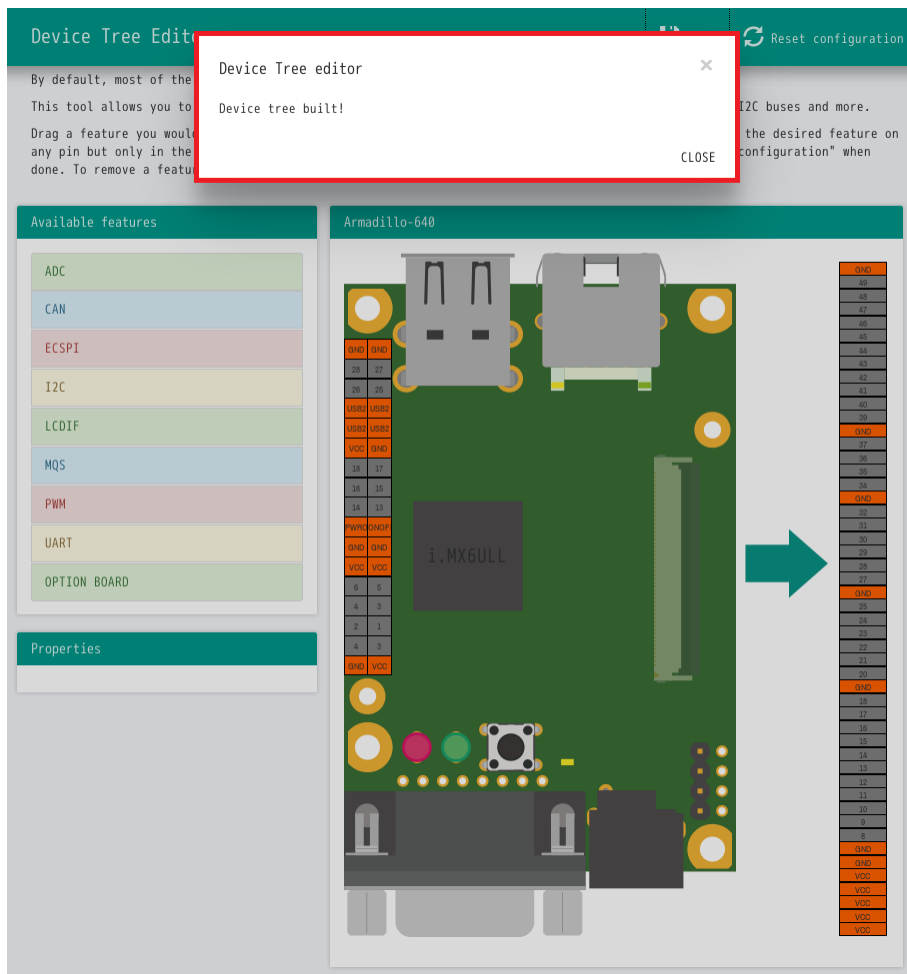 Device Tree Edit
Reset configuration
Device Tree editor
×
Device tree built!
CLOSE
By default, most of the
This tool allows you to
I2C buses and more.
Drag a feature you woul
the desired feature on
any pin but only in the
configuration" when
done. To remove a featu
Available features
ADC
CAN
ECSPI
I2C
LCDIF
MQS
PWM
UART
OPTION BOARD
Properties
Armadillo-640
GND GND
28 27
26 25
USB2 USB2
USB2 USB2
VCC GND
18 17
16 15
14 13
GND GND
VCC VCC
6 5
4 3
2 1
4 3
GND VCC
i.MX6ULL
GND
49
48
47
46
45
44
43
42
41
40
39
GND
37
36
35
34
GND
32
31
30
29
28
27
GND
25
24
23
22
21
20
GND
18
17
16
15
14
13
12
11
10
9
8
GND
GND
VCC
VCC
VCC
VCC
VCC